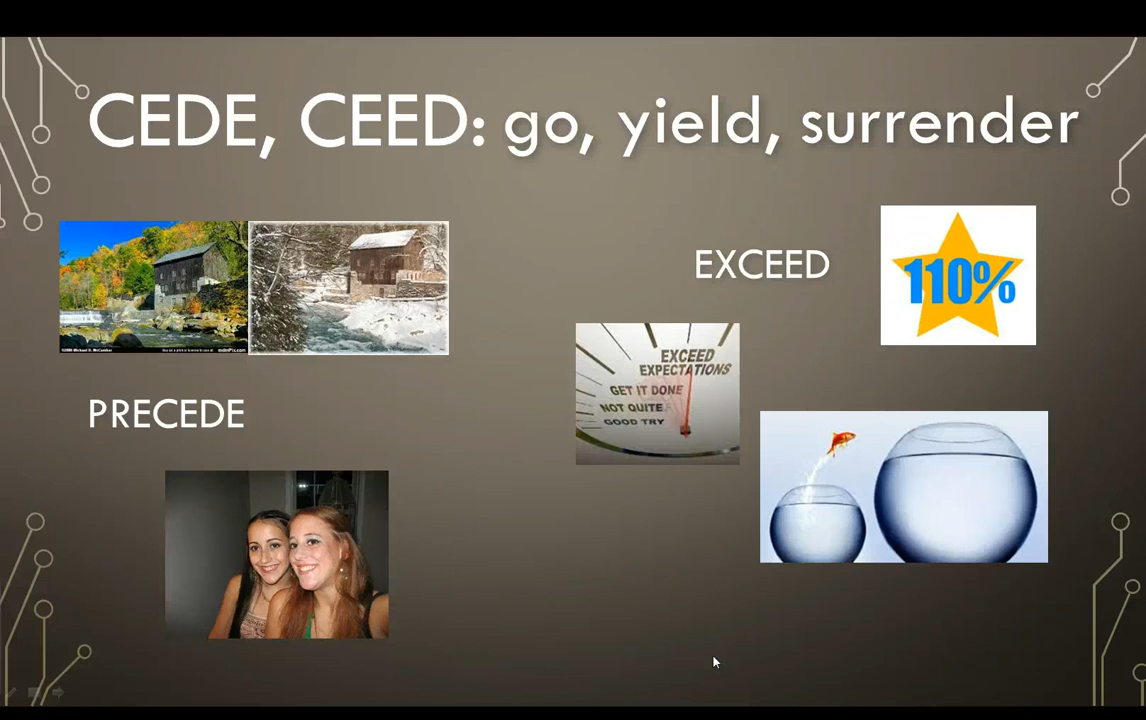 CEDE, CEED: go, yield, surrender
EXCEED
110%
EXCEED
EXPECTATIONS
GET IT DONE
NOT QUITE
GOOD TRY
PRECEDE